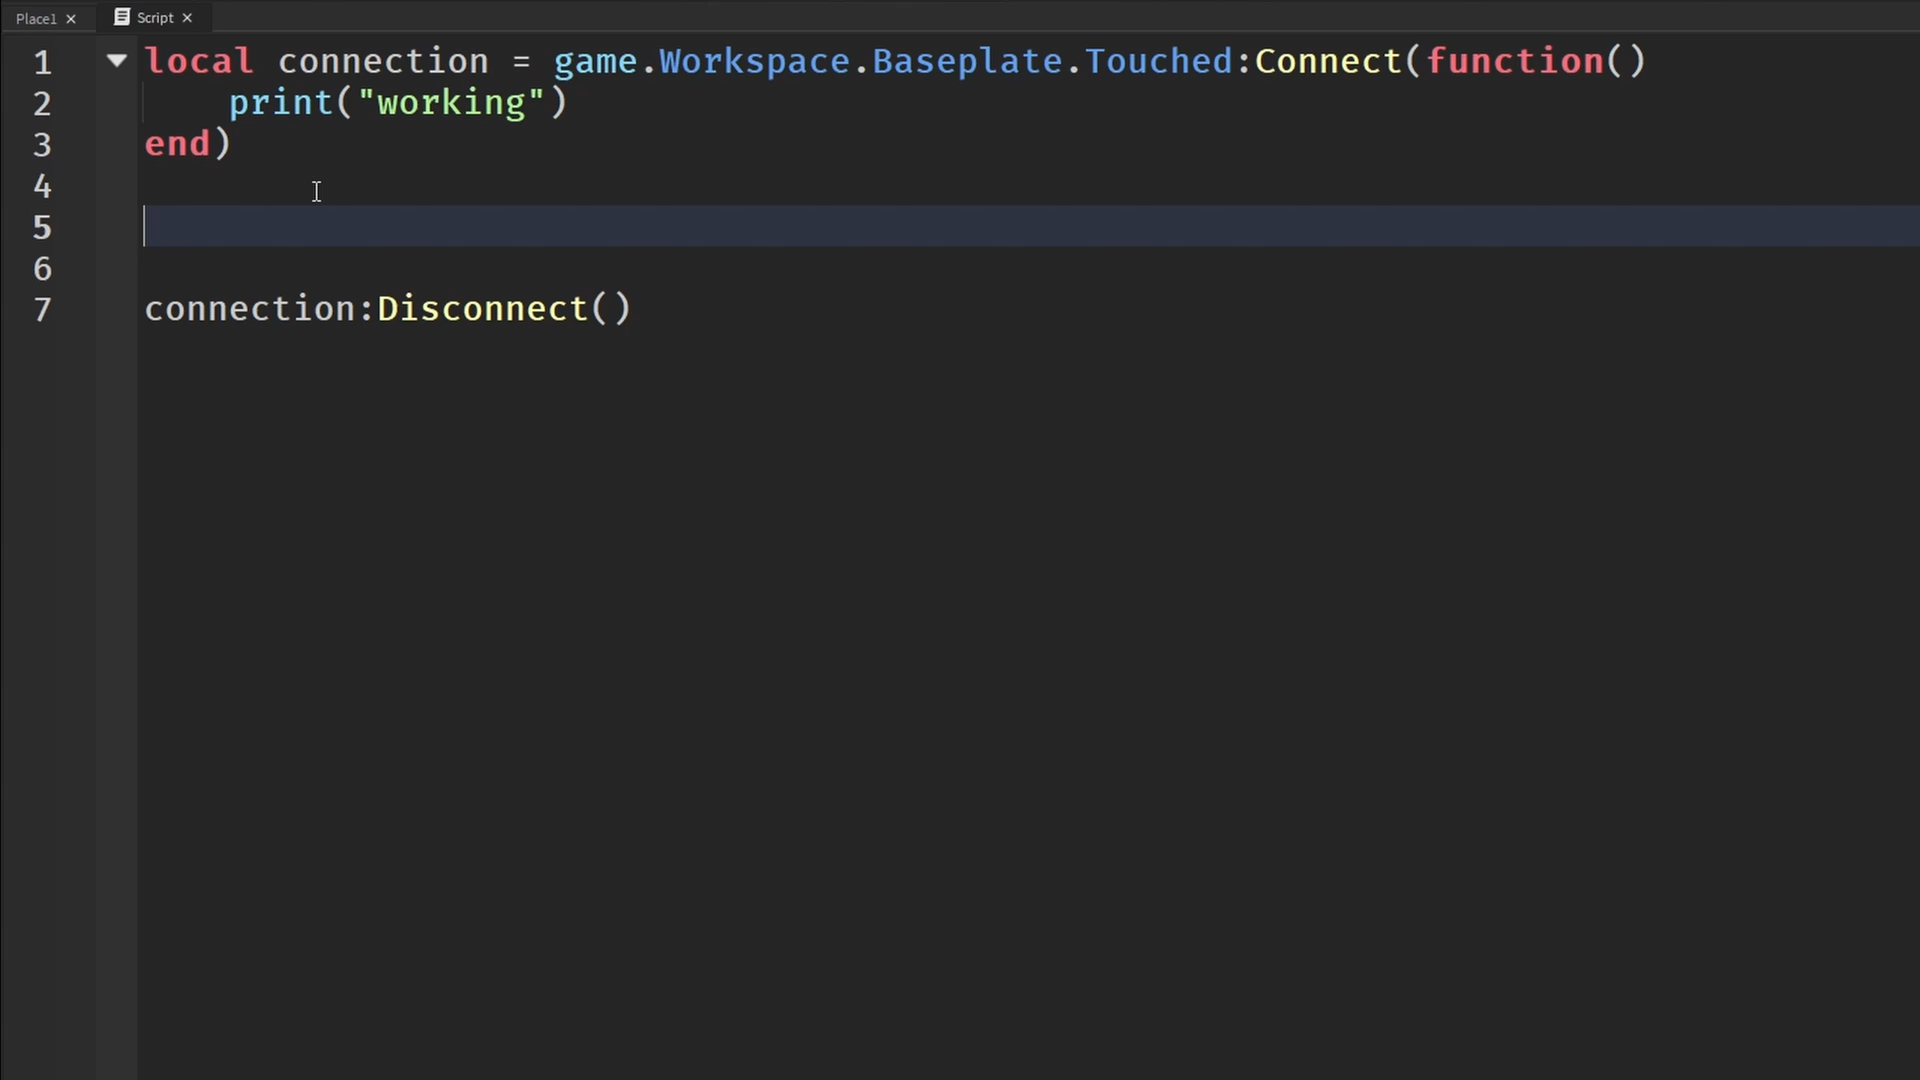 Place1 ×
Script ×
1 local connection = game.Workspace.Baseplate.Touched:Connect(function()
2 print("working")
3 end)
4
5
6
7 connection:Disconnect()